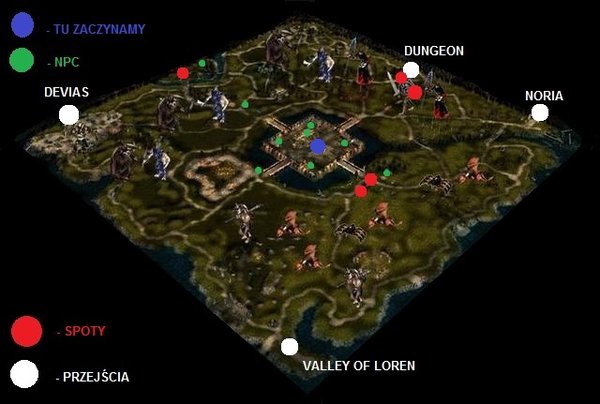 - TU ZACZYNAMY
- NPC
DUNGEON
DEVIAS
NORIA
- SPOTY
- PRZEJŚCIA
VALLEY OF LOREN